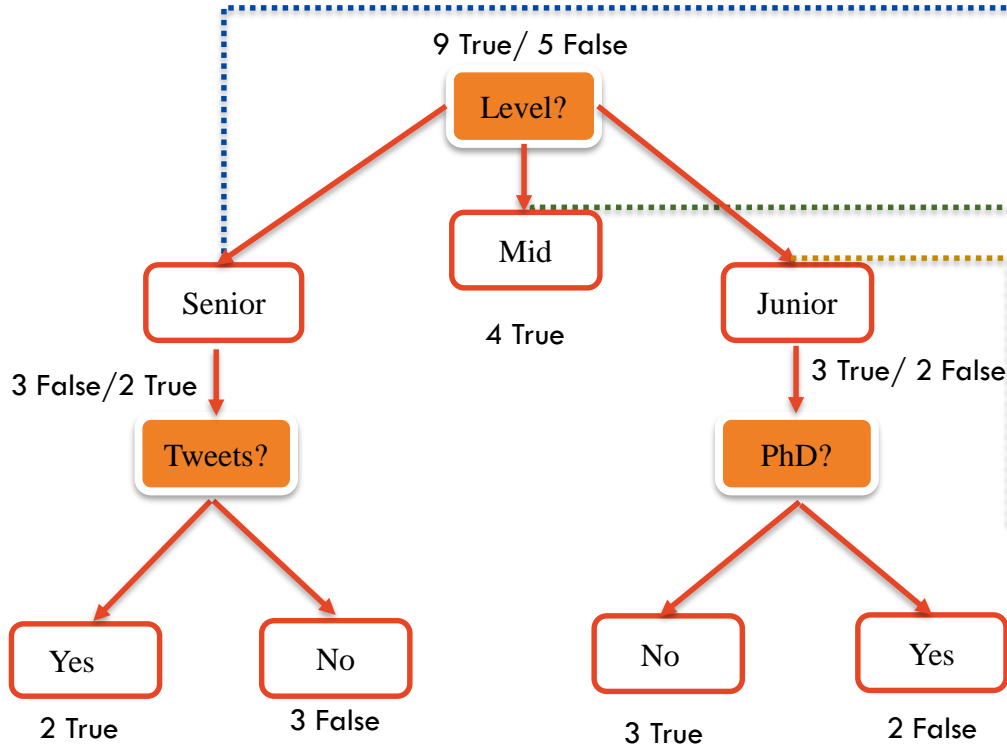 9 True/ 5 False
Level?
Mid
Senior
Junior
4 True
3 False/2 True
3 True/ 2 False
Tweets?
PhD?
Yes
No
No
Yes
2 True
3 False
3 True
2 False